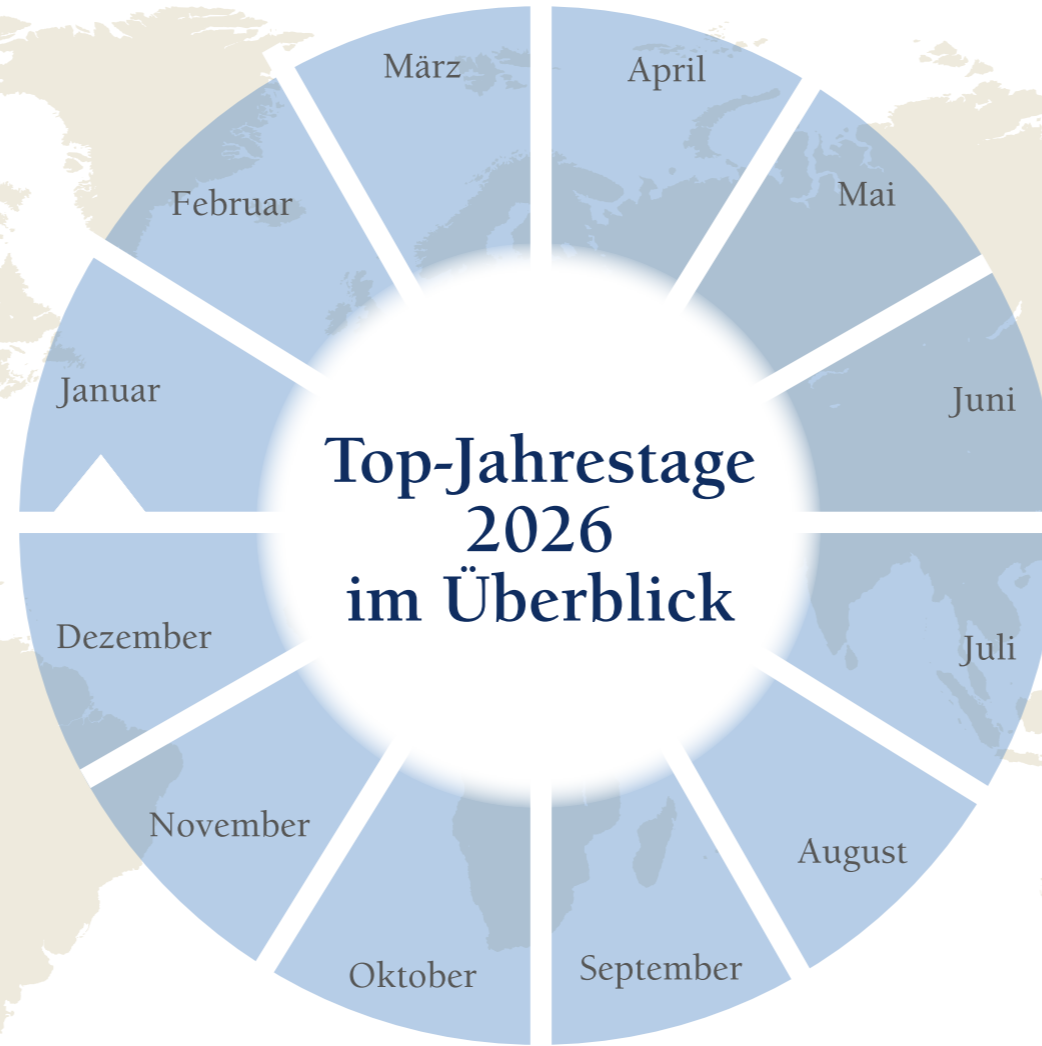 Januar
Februar
März
April
Mai
Juni
Juli
August
September
Oktober
November
Dezember
Top-Jahrestage
2026
im Überblick